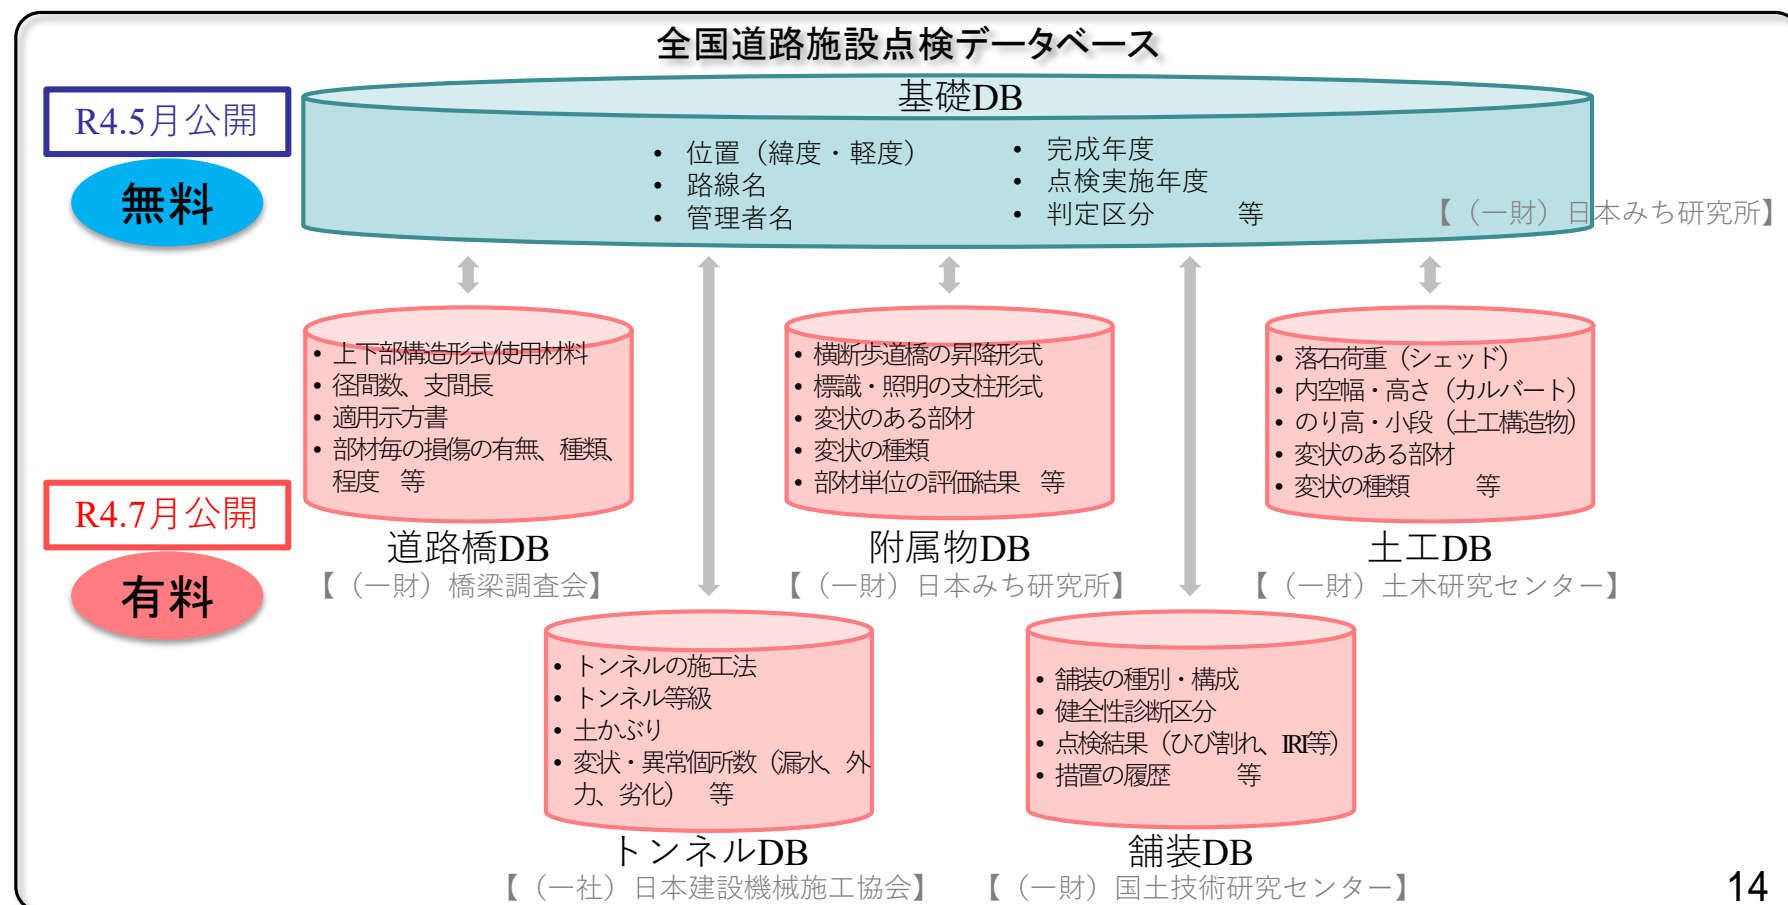 全国道路施設点検データベース
基礎DB
R4.5月公開
無料
• 位置（緯度・軽度）
• 路線名
• 管理者名
• 完成年度
• 点検実施年度
• 判定区分　　　等
【（一財）日本みち研究所】
• 上下部構造形式/使用材料
• 径間数、支間長
• 適用示方書
• 部材毎の損傷の有無、種類、
程度　等
道路橋DB
【（一財）橋梁調査会】
• 横断歩道橋の昇降形式
• 標識・照明の支柱形式
• 変状のある部材
• 変状の種類
• 部材単位の評価結果　等
附属物DB
【（一財）日本みち研究所】
• 落石荷重（シェッド）
• 内空幅・高さ（カルバート）
• のり高・小段（土工構造物）
• 変状のある部材
• 変状の種類　　　等
土工DB
【（一財）土木研究センター】
R4.7月公開
有料
• トンネルの施工法
• トンネル等級
• 土かぶり
• 変状・異常個所数（漏水、外
力、劣化）　等
トンネルDB
【（一社）日本建設機械施工協会】
• 舗装の種別・構成
• 健全性診断区分
• 点検結果（ひび割れ、IRI等）
• 措置の履歴　　　等
舗装DB
【（一財）国土技術研究センター】
14